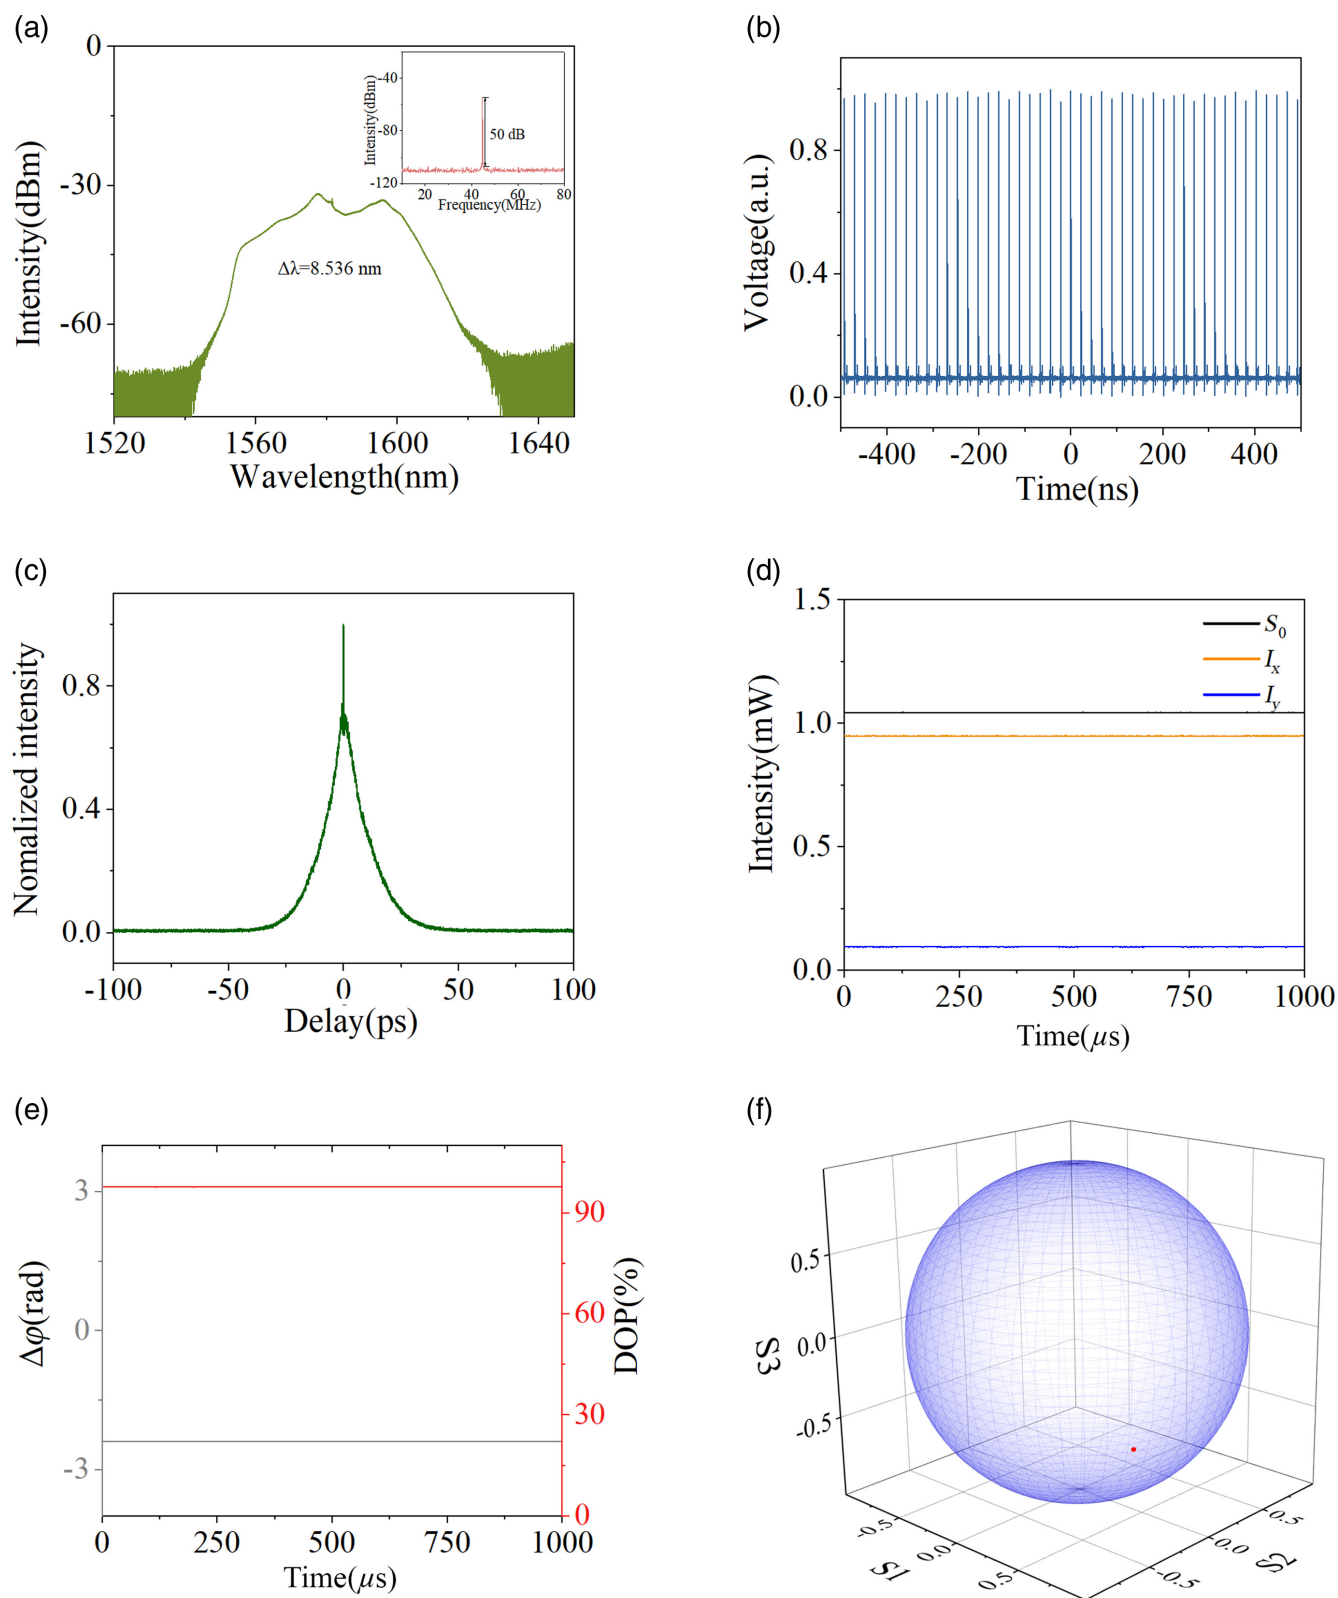 (a)
0
-30
-60
Intensity(dBm)
1520 1560 1600 1640
Wavelength(nm)
Δλ=8.536 nm
-40
-80
-120
Intensity(dBm)
50 dB
20 40 60 80
Frequency(MHz)
(b)
0.8
0.4
0.0
Voltage(a.u.)
-400 -200 0 200 400
Time(ns)
(c)
0.8
0.4
0.0
Nomalized intensity
-100 -50 0 50 100
Delay(ps)
(d)
1.5
1.0
0.5
0.0
Intensity(mW)
S0
Ix
Iy
0 250 500 750 1000
Time(μs)
(e)
3
0
-3
Δφ(rad)
90
60
30
0
DOP(%)
0 250 500 750 1000
Time(μs)
(f)
0.5
0.0
-0.5
S3
-0.5 0.0 0.5
S1
-0.5 0.0 0.5
S2